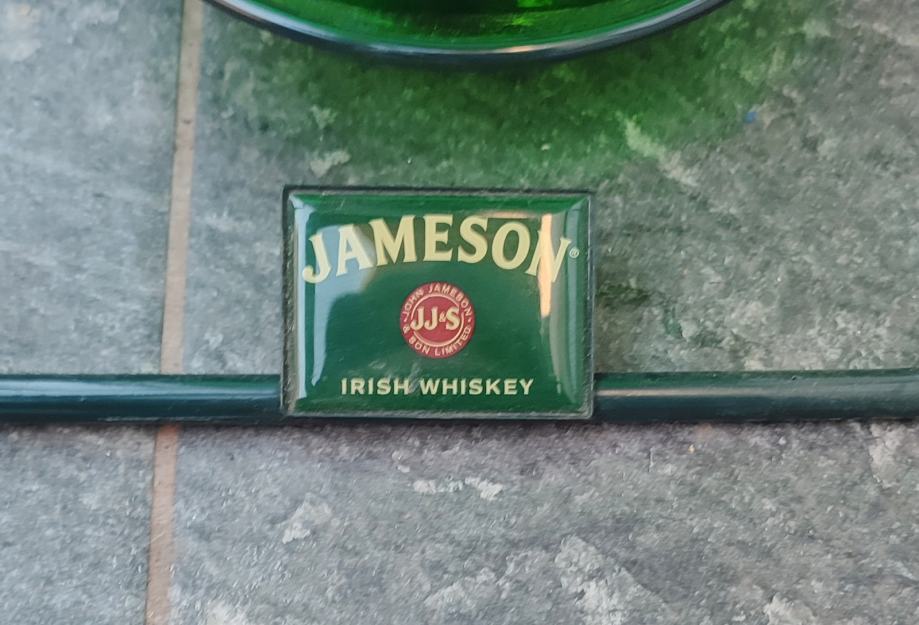 JAMESON®
JOHN JAMESON
JJ&S
& SON LIMITED
IRISH WHISKEY